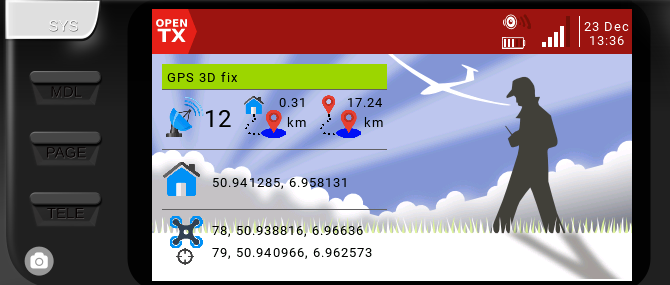 SYS
MDL
PAGE
TELE
OPEN
TX
23 Dec
13:36
GPS 3D fix
12
0.31
km
17.24
km
50.941285, 6.958131
78, 50.938816, 6.96636
79, 50.940966, 6.962573